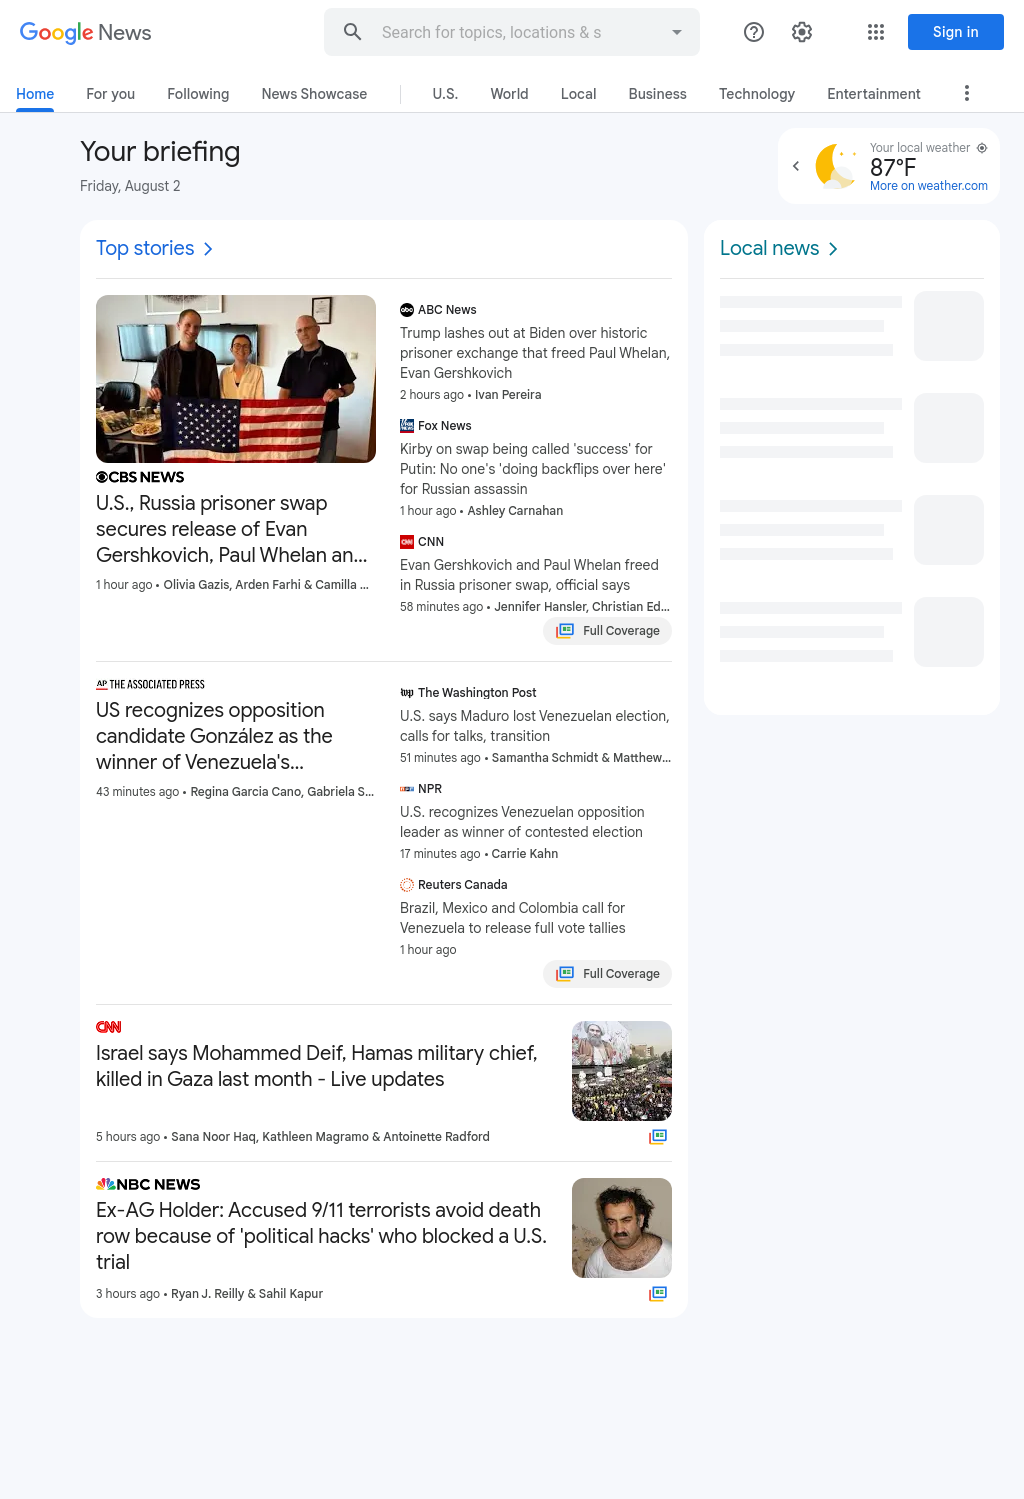 Google News
Search for topics, locations & s
Sign in
Home
For you
Following
News Showcase
U.S.
World
Local
Business
Technology
Entertainment
Your briefing
Friday, August 2
Your local weather
87°F
More on weather.com
Top stories
CBS NEWS
U.S., Russia prisoner swap
secures release of Evan
Gershkovich, Paul Whelan an...
1 hour ago • Olivia Gazis, Arden Farhi & Camilla ...
abc ABC News
Trump lashes out at Biden over historic
prisoner exchange that freed Paul Whelan,
Evan Gershkovich
2 hours ago • Ivan Pereira
Fox News
Kirby on swap being called 'success' for
Putin: No one's 'doing backflips over here'
for Russian assassin
1 hour ago • Ashley Carnahan
CNN CNN
Evan Gershkovich and Paul Whelan freed
in Russia prisoner swap, official says
58 minutes ago • Jennifer Hansler, Christian Ed...
Full Coverage
AP THE ASSOCIATED PRESS
US recognizes opposition
candidate González as the
winner of Venezuela's...
43 minutes ago • Regina Garcia Cano, Gabriela S...
wp The Washington Post
U.S. says Maduro lost Venezuelan election,
calls for talks, transition
51 minutes ago • Samantha Schmidt & Matthew...
NPR
U.S. recognizes Venezuelan opposition
leader as winner of contested election
17 minutes ago • Carrie Kahn
Reuters Canada
Brazil, Mexico and Colombia call for
Venezuela to release full vote tallies
1 hour ago
Full Coverage
CNN
Israel says Mohammed Deif, Hamas military chief,
killed in Gaza last month - Live updates
5 hours ago • Sana Noor Haq, Kathleen Magramo & Antoinette Radford
NBC NEWS
Ex-AG Holder: Accused 9/11 terrorists avoid death
row because of 'political hacks' who blocked a U.S.
trial
3 hours ago • Ryan J. Reilly & Sahil Kapur
Local news